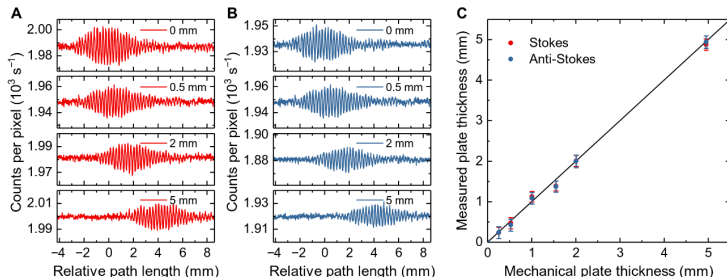 A
B
C
Counts per pixel (10³ s⁻¹)
2.00
1.98
0 mm
1.96
1.94
0.5 mm
1.99
1.97
2 mm
2.01
1.99
5 mm
−4 −2 0 2 4 6 8
Relative path length (mm)
Counts per pixel (10³ s⁻¹)
1.95
1.93
0 mm
1.96
1.94
0.5 mm
1.90
1.88
2 mm
1.93
1.91
5 mm
−4 −2 0 2 4 6 8
Relative path length (mm)
Measured plate thickness (mm)
5
4
3
2
1
0
Stokes
Anti-Stokes
0 1 2 3 4 5
Mechanical plate thickness (mm)